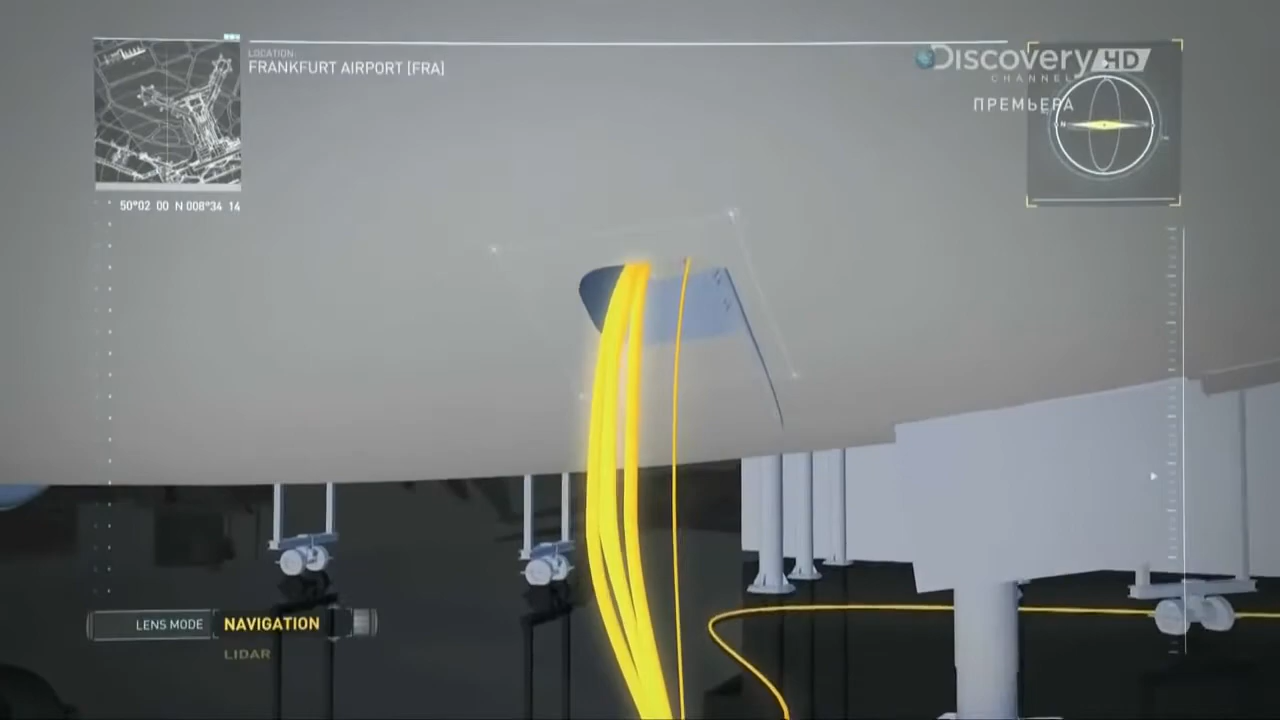 LOCATION:
FRANKFURT AIRPORT [FRA]
Discovery HD
CHANNEL
ПРЕМЬЕРА
N
50°02 00 N 008°34 14
LENS MODE
NAVIGATION
LIDAR